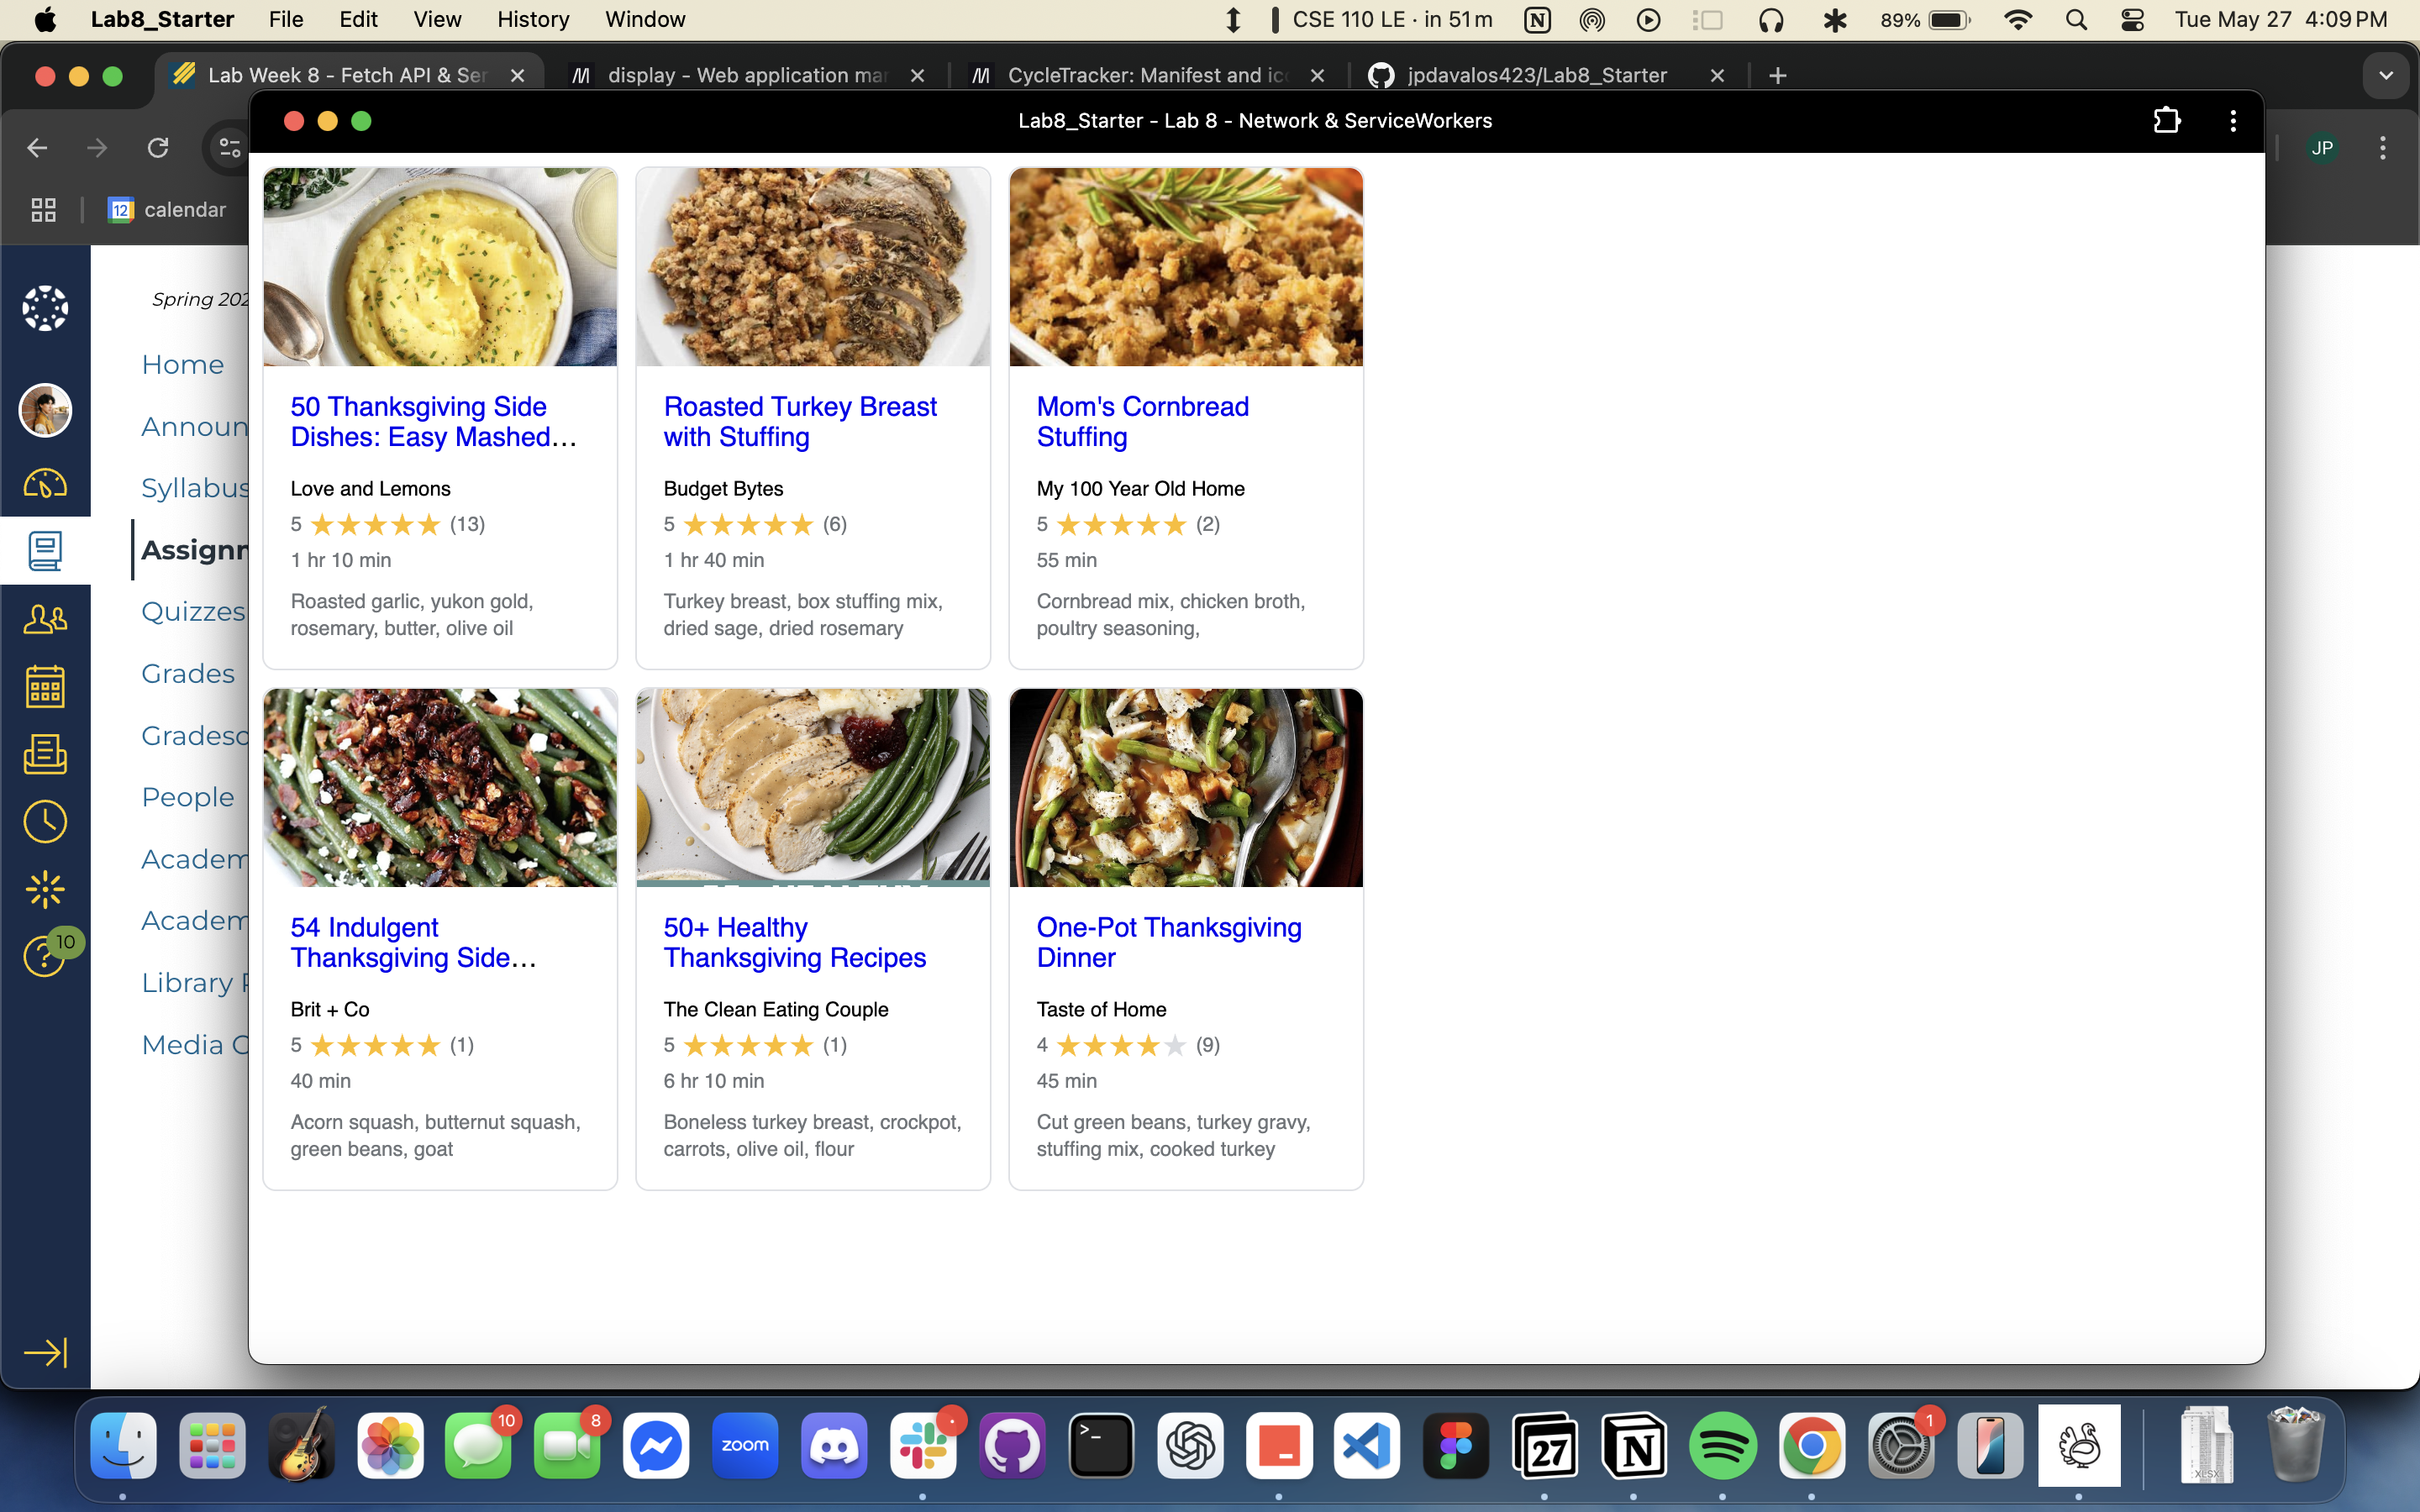 Lab8_Starter File Edit View History Window CSE 110 LE · in 51m 89% Tue May 27 4:09 PM
Lab Week 8 - Fetch API & Ser display - Web application mar CycleTracker: Manifest and ic jpdavalos423/Lab8_Starter
Lab8_Starter - Lab 8 - Network & ServiceWorkers
JP
12 calendar
Spring 202
Home
Announ
Syllabus
Assignn
Quizzes
Grades
Gradesc
People
Academ
Academ
Library
Media C
10
50 Thanksgiving Side
Dishes: Easy Mashed...
Love and Lemons
5 ★★★★★ (13)
1 hr 10 min
Roasted garlic, yukon gold,
rosemary, butter, olive oil
Roasted Turkey Breast
with Stuffing
Budget Bytes
5 ★★★★★ (6)
1 hr 40 min
Turkey breast, box stuffing mix,
dried sage, dried rosemary
Mom's Cornbread
Stuffing
My 100 Year Old Home
5 ★★★★★ (2)
55 min
Cornbread mix, chicken broth,
poultry seasoning,
54 Indulgent
Thanksgiving Side...
Brit + Co
5 ★★★★★ (1)
40 min
Acorn squash, butternut squash,
green beans, goat
50+ Healthy
Thanksgiving Recipes
The Clean Eating Couple
5 ★★★★★ (1)
6 hr 10 min
Boneless turkey breast, crockpot,
carrots, olive oil, flour
One-Pot Thanksgiving
Dinner
Taste of Home
4 ★★★★★ (9)
45 min
Cut green beans, turkey gravy,
stuffing mix, cooked turkey
10 8 zoom 27 N 1 XLSX